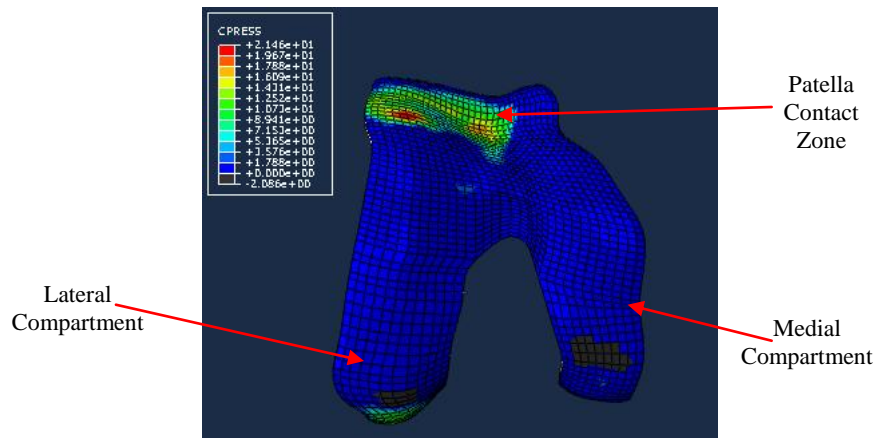 CPRESS
+2.146e+01
+1.967e+01
+1.788e+01
+1.609e+01
+1.431e+01
+1.252e+01
+1.073e+01
+8.941e+00
+7.153e+00
+5.365e+00
+3.576e+00
+1.788e+00
+0.000e+00
-2.086e+00
Patella
Contact
Zone
Lateral
Compartment
Medial
Compartment